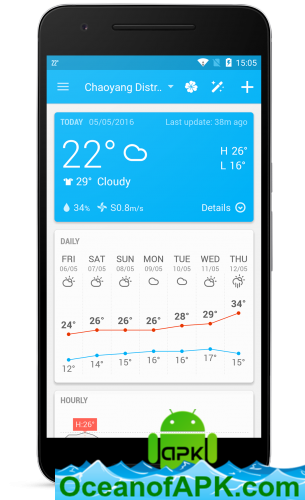 22°
15:05
Chaoyang Distr..
TODAY 05/05/2016 Last update: 38m ago
22°
H 26°
L 16°
29° Cloudy
34% S0.8m/s Details
DAILY
FRI SAT SUN MON TUE WED THU
06/05 07/05 08/05 09/05 10/05 11/05 12/05
24° 26° 26° 26° 28° 29° 34°
12° 14° 15° 16° 16° 17° 15°
HOURLY
H:26°
APK
OceanofAPK.com